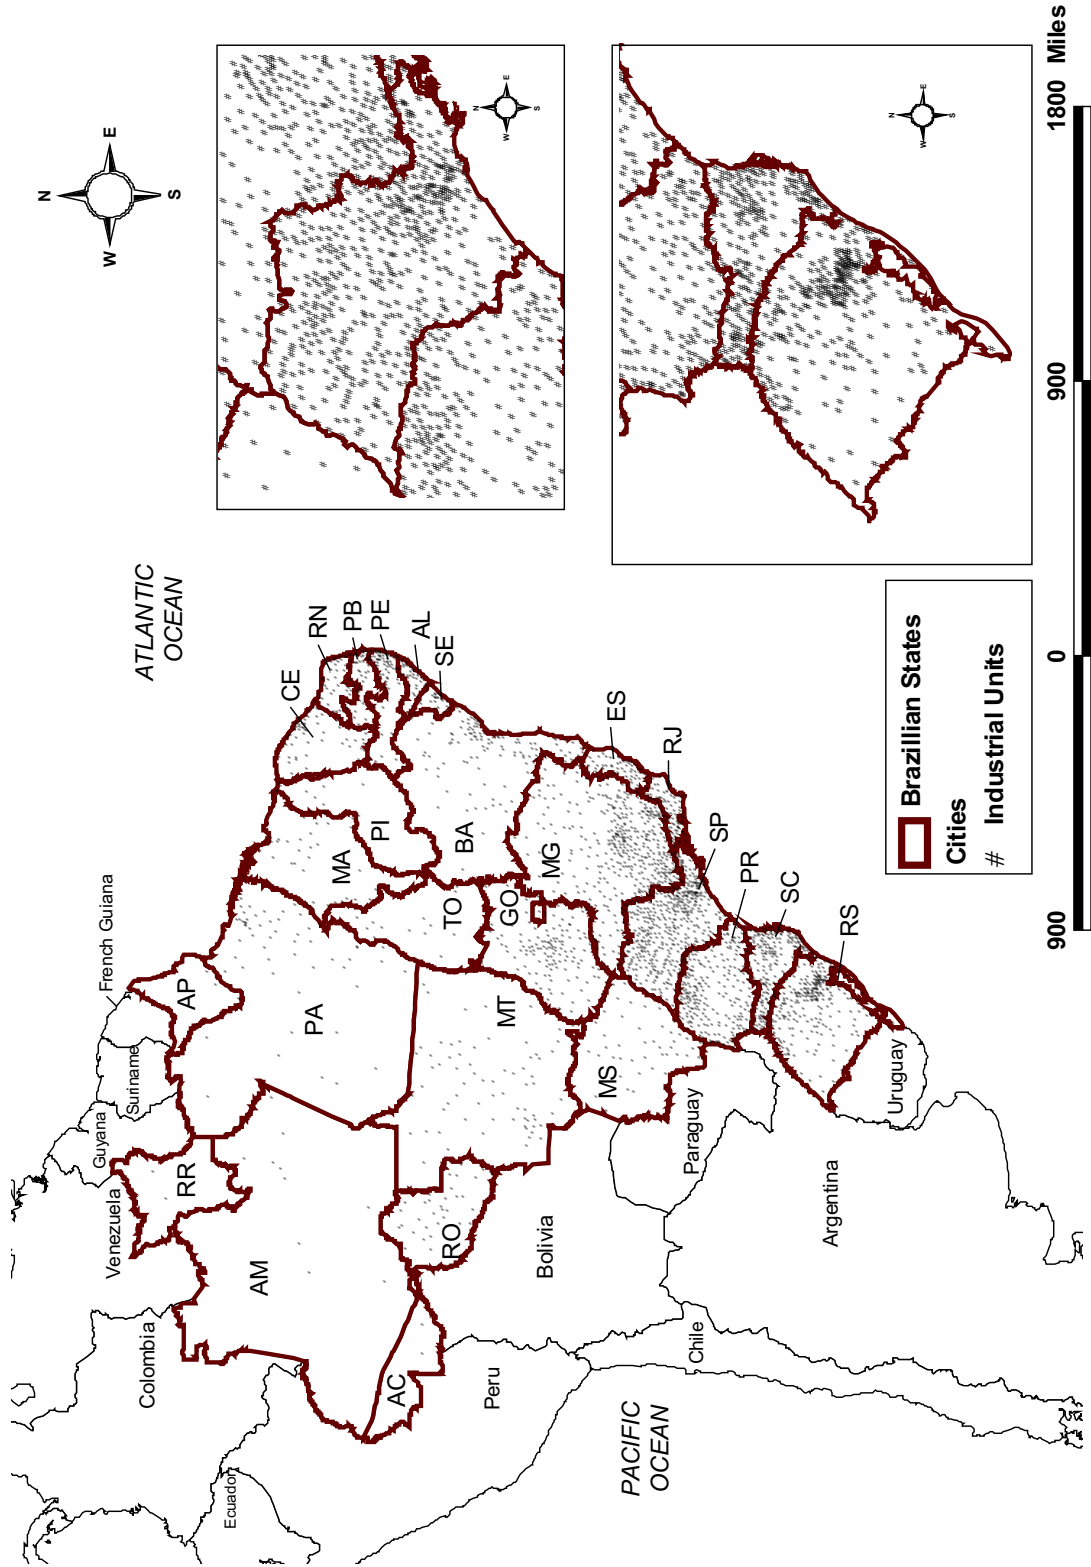 N
W
E
S
ATLANTIC
OCEAN
French Guiana
Suriname
Guyana
Venezuela
Colombia
Ecuador
Peru
Bolivia
Chile
Paraguay
Argentina
Uruguay
PACIFIC
OCEAN
RR
AP
AM
PA
AC
RO
MT
MS
MA
PI
TO
GO
BA
MG
CE
RN
PB
PE
AL
SE
ES
RJ
SP
PR
SC
RS
N
W
E
S
N
W
E
S
Brazillian States
Cities
# Industrial Units
900 0 900 1800 Miles